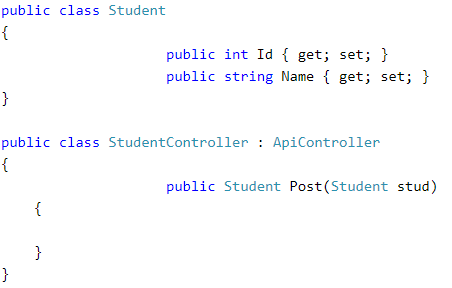 public class Student
{
public int Id { get; set; }
public string Name { get; set; }
}
public class StudentController : ApiController
{
public Student Post(Student stud)
{
}
}